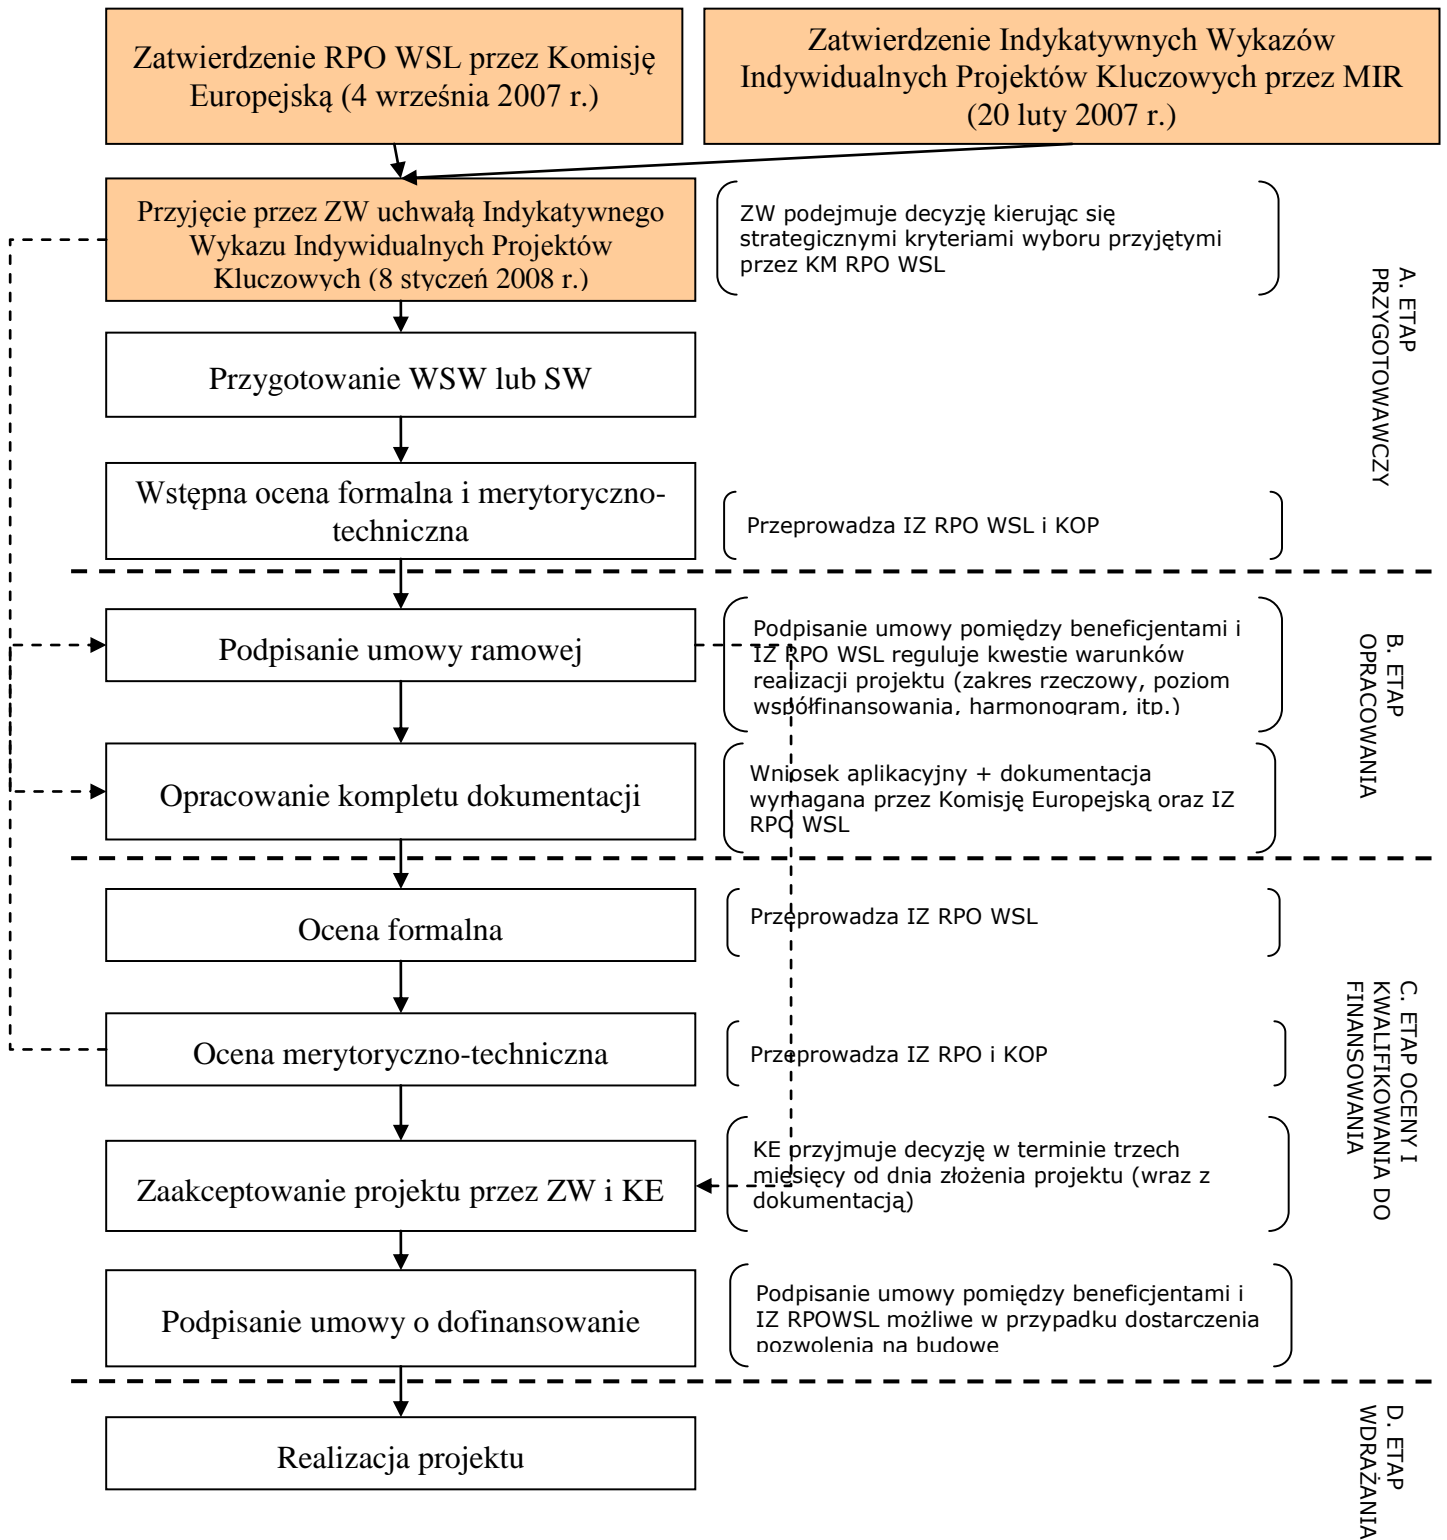 Zatwierdzenie RPO WSL przez Komisję
Europejską (4 września 2007 r.)
Zatwierdzenie Indykatywnych Wykazów
Indywidualnych Projektów Kluczowych przez MIR
(20 luty 2007 r.)
Przyjęcie przez ZW uchwałą Indykatywnego
Wykazu Indywidualnych Projektów
Kluczowych (8 styczeń 2008 r.)
ZW podejmuje decyzję kierując się
strategicznymi kryteriami wyboru przyjętymi
przez KM RPO WSL
A. ETAP
PRZYGOTOWAWCZY
Przygotowanie WSW lub SW
Wstępna ocena formalna i merytoryczno-
techniczna
Przeprowadza IZ RPO WSL i KOP
Podpisanie umowy ramowej
Podpisanie umowy pomiędzy beneficjentami i
IZ RPO WSL reguluje kwestie warunków
realizacji projektu (zakres rzeczowy, poziom
współfinansowania, harmonogram, itp.)
B. ETAP
OPRACOWANIA
Opracowanie kompletu dokumentacji
Wniosek aplikacyjny + dokumentacja
wymagana przez Komisję Europejską oraz IZ
RPO WSL
Ocena formalna
Przeprowadza IZ RPO WSL
C. ETAP OCENY I
KWALIFIKOWANIA DO
FINANSOWANIA
Ocena merytoryczno-techniczna
Przeprowadza IZ RPO i KOP
Zaakceptowanie projektu przez ZW i KE
KE przyjmuje decyzję w terminie trzech
miesięcy od dnia złożenia projektu (wraz z
dokumentacją)
Podpisanie umowy o dofinansowanie
Podpisanie umowy pomiędzy beneficjentami i
IZ RPOWSL możliwe w przypadku dostarczenia
pozwolenia na budowe
Realizacja projektu
D. ETAP
WDRAŻANIA